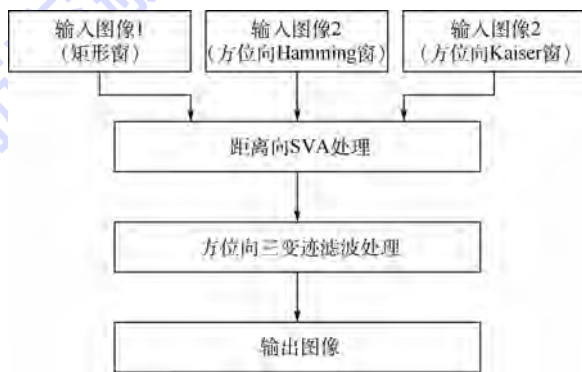 输入图像1
(矩形窗)
输入图像2
(方位向Hamming窗)
输入图像2
(方位向Kaiser窗)
距离向SVA处理
方位向三变迹滤波处理
输出图像